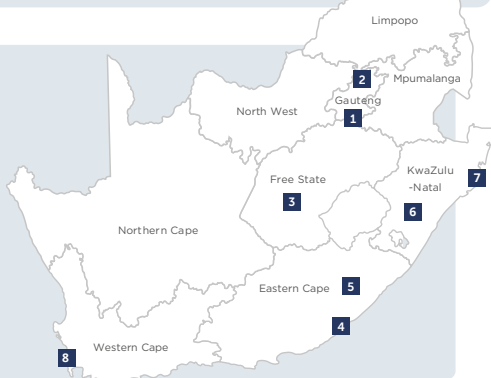 Limpopo
2
Mpumalanga
Gauteng
North West
1
KwaZulu
-Natal
7
Free State
3
6
Northern Cape
Eastern Cape
5
4
Western Cape
8